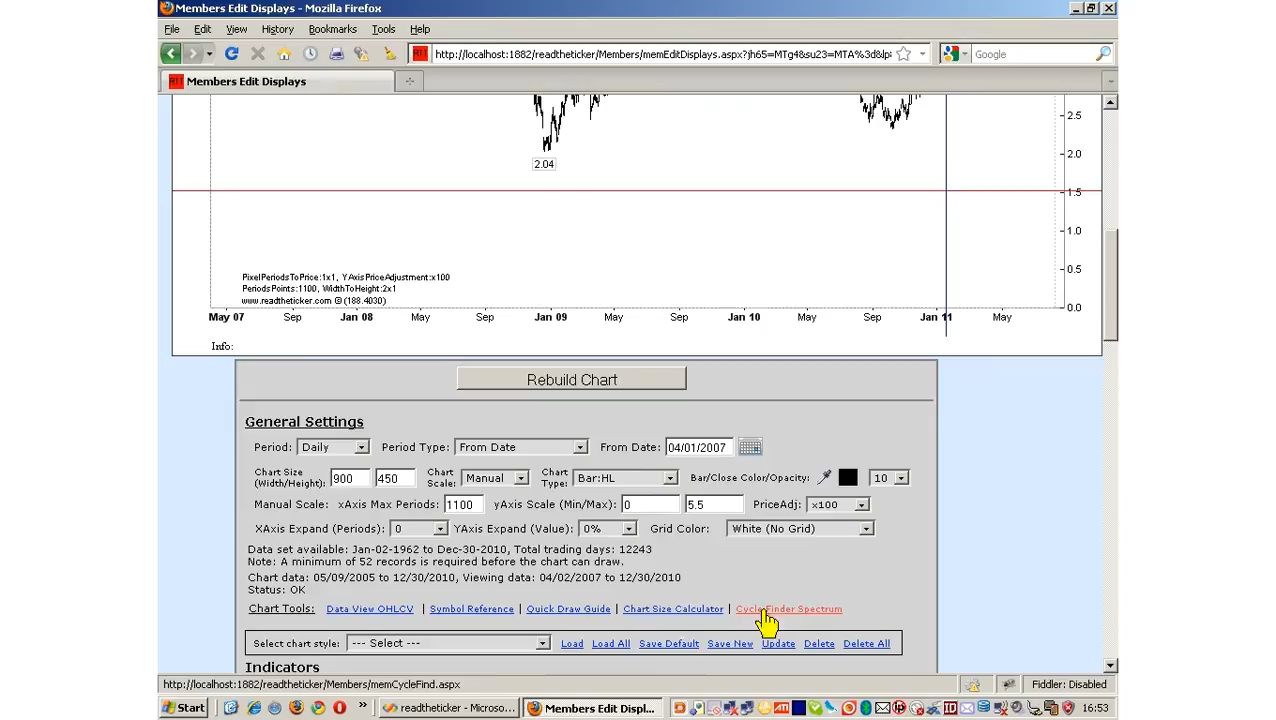 Members Edit Displays - Mozilla Firefox
File Edit View History Bookmarks Tools Help
http://localhost:1882/readtheticker/Members/memEditDisplays.aspx?jh65=MTg4&su23=MTA%3d&lp Google
Members Edit Displays
2.5
2.0
2.04
1.5
1.0
0.5
0.0
PixelPeriodsToPrice:1x1, YAxisPriceAdjustment:x100
PeriodsPoints:1100, WidthToHeight:2x1
www.readtheticker.com @ (188.4030)
May 07 Sep Jan 08 May Sep Jan 09 May Sep Jan 10 May Sep Jan 11 May
Info:
Rebuild Chart
General Settings
Period: Daily Period Type: From Date From Date: 04/01/2007
Chart Size (Width/Height): 900 450 Chart Scale: Manual Chart Type: Bar:HL Bar/Close Color/Opacity: 10
Manual Scale: xAxis Max Periods: 1100 yAxis Scale (Min/Max): 0 5.5 PriceAdj: x100
XAxis Expand (Periods): 0 YAxis Expand (Value): 0% Grid Color: White (No Grid)
Data set available: Jan-02-1962 to Dec-30-2010, Total trading days: 12243
Note: A minimum of 52 records is required before the chart can draw.
Chart data: 05/09/2005 to 12/30/2010, Viewing data: 04/02/2007 to 12/30/2010
Status: OK
Chart Tools: Data View OHLCV | Symbol Reference | Quick Draw Guide | Chart Size Calculator | Cycle Finder Spectrum
Select chart style: --- Select --- Load Load All Save Default Save New Update Delete Delete All
Indicators
http://localhost:1882/readtheticker/Members/memCycleFind.aspx Fiddler: Disabled
Start readtheticker - Microso... Members Edit Displ... 16:53